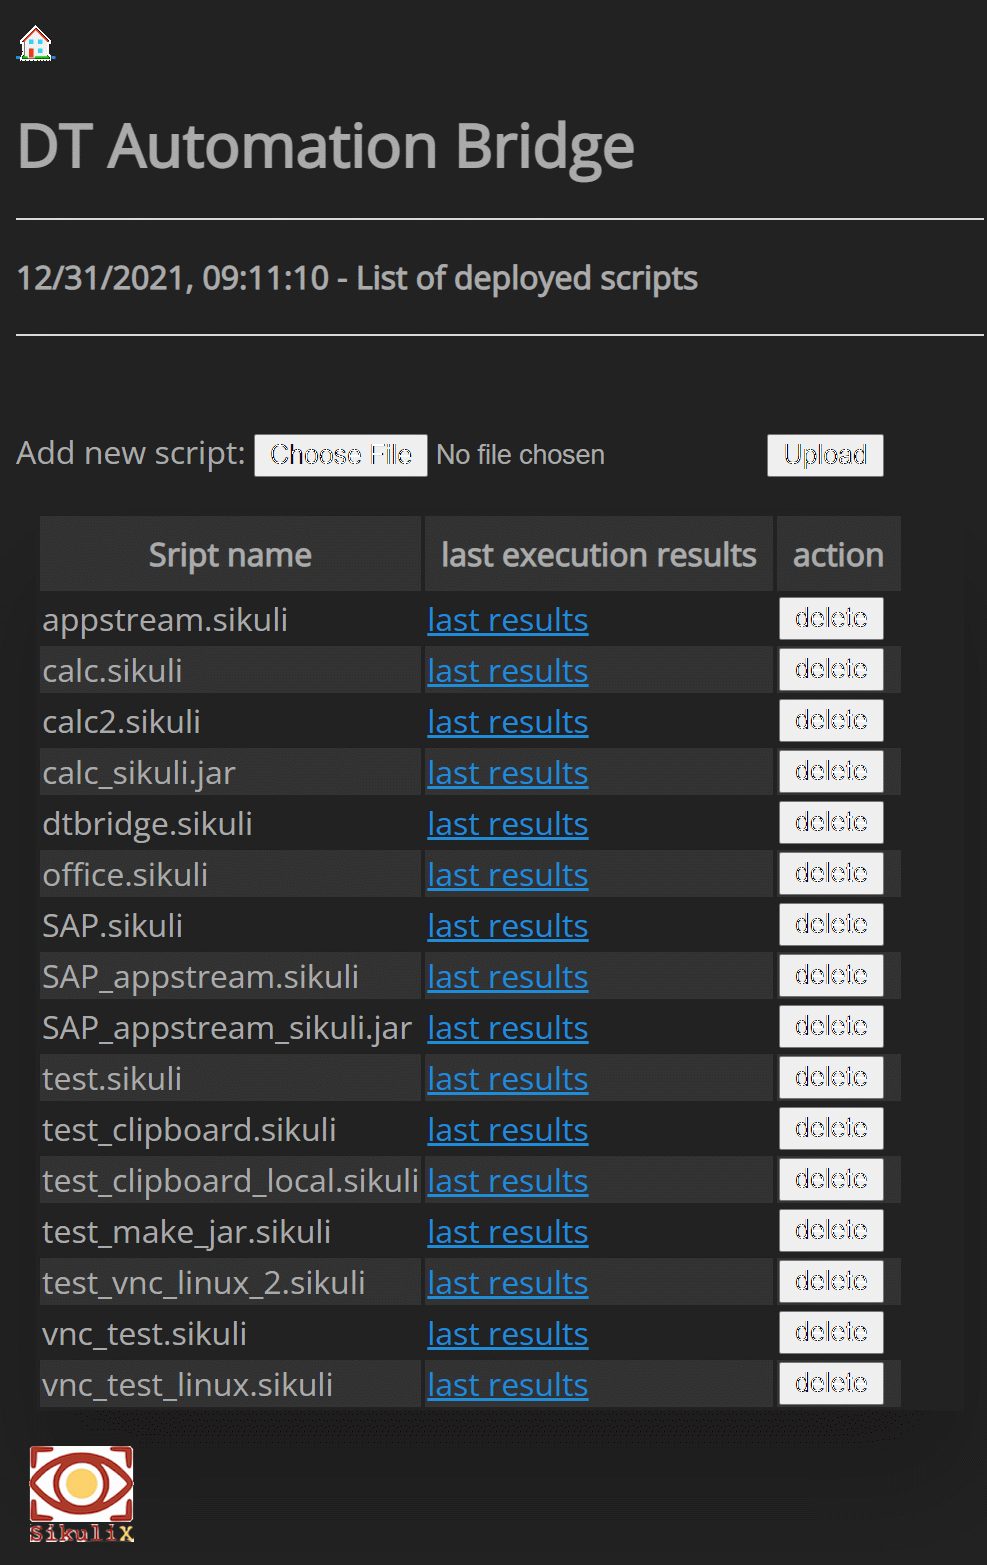 DT Automation Bridge
12/31/2021, 09:11:10 - List of deployed scripts
Add new script: Choose File No file chosen Upload
Sript name last execution results action
appstream.sikuli last results delete
calc.sikuli last results delete
calc2.sikuli last results delete
calc_sikuli.jar last results delete
dtbridge.sikuli last results delete
office.sikuli last results delete
SAP.sikuli last results delete
SAP_appstream.sikuli last results delete
SAP_appstream_sikuli.jar last results delete
test.sikuli last results delete
test_clipboard.sikuli last results delete
test_clipboard_local.sikuli last results delete
test_make_jar.sikuli last results delete
test_vnc_linux_2.sikuli last results delete
vnc_test.sikuli last results delete
vnc_test_linux.sikuli last results delete
SikuliX